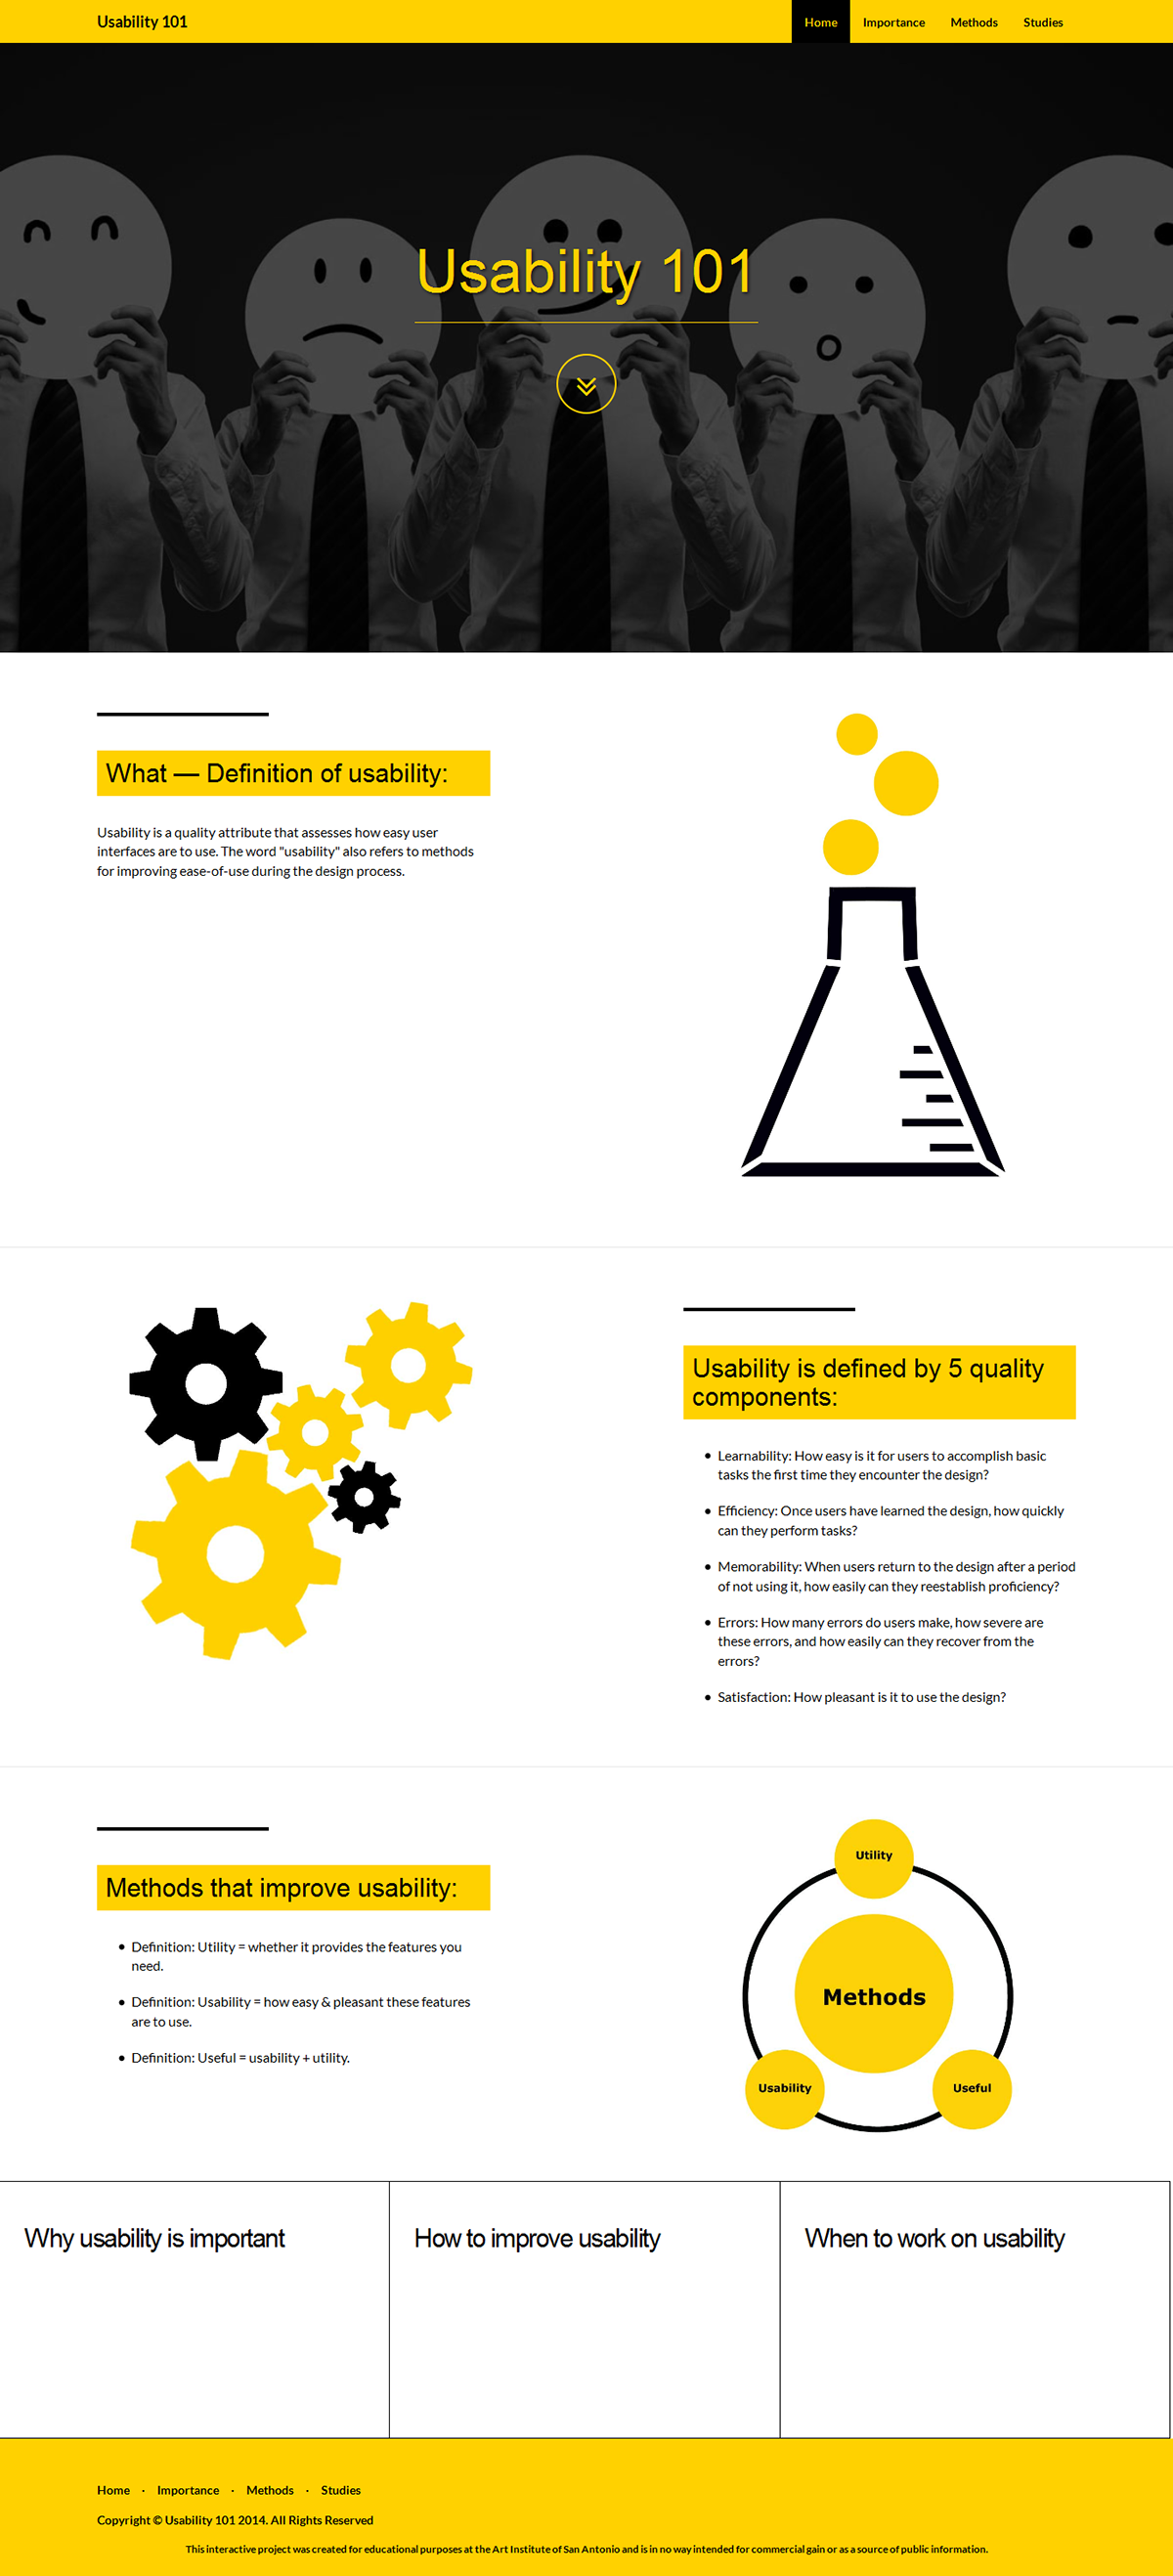 Usability 101
Home Importance Methods Studies
Usability 101
What — Definition of usability:
Usability is a quality attribute that assesses how easy user
interfaces are to use. The word "usability" also refers to methods
for improving ease-of-use during the design process.
Usability is defined by 5 quality
components:
• Learnability: How easy is it for users to accomplish basic
tasks the first time they encounter the design?
• Efficiency: Once users have learned the design, how quickly
can they perform tasks?
• Memorability: When users return to the design after a period
of not using it, how easily can they reestablish proficiency?
• Errors: How many errors do users make, how severe are
these errors, and how easily can they recover from the
errors?
• Satisfaction: How pleasant is it to use the design?
Methods that improve usability:
• Definition: Utility = whether it provides the features you
need.
• Definition: Usability = how easy & pleasant these features
are to use.
• Definition: Useful = usability + utility.
Utility
Methods
Usability
Useful
Why usability is important
How to improve usability
When to work on usability
Home · Importance · Methods · Studies
Copyright © Usability 101 2014. All Rights Reserved
This interactive project was created for educational purposes at the Art Institute of San Antonio and is in no way intended for commercial gain or as a source of public information.